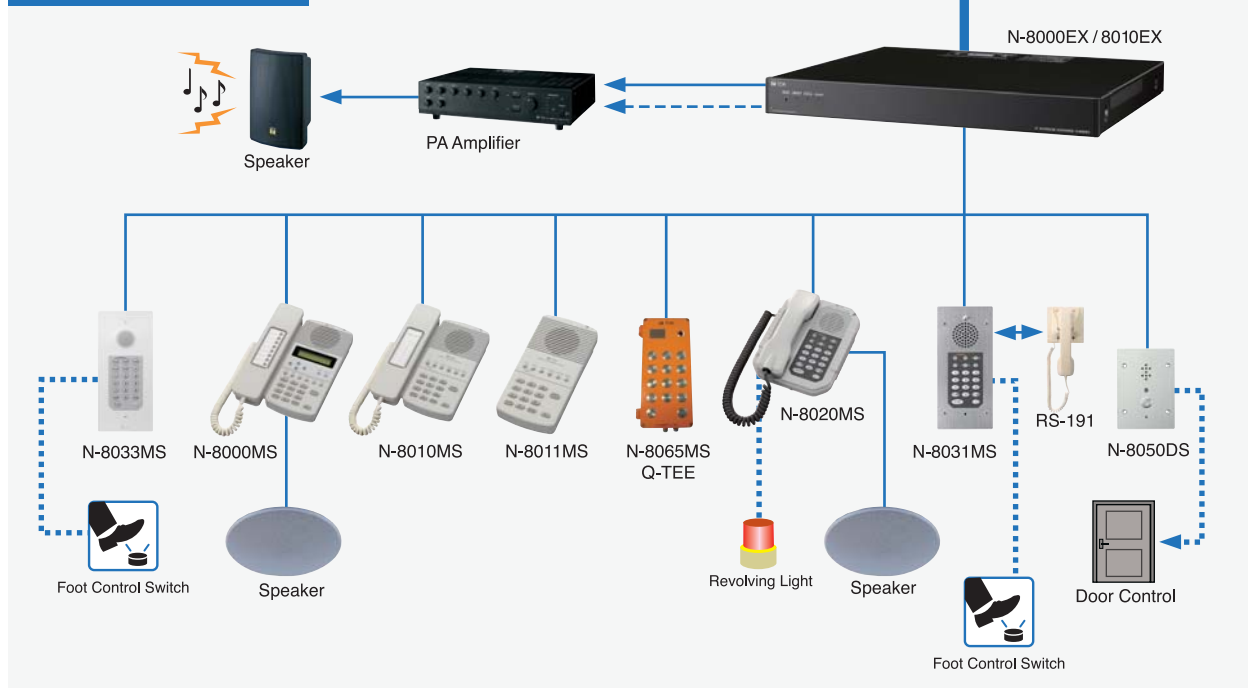 N-8000EX / 8010EX
PA Amplifier
Speaker
N-8033MS
N-8000MS
N-8010MS
N-8011MS
N-8065MS
Q-TEE
N-8020MS
N-8031MS
RS-191
N-8050DS
Foot Control Switch
Speaker
Revolving Light
Speaker
Door Control
Foot Control Switch